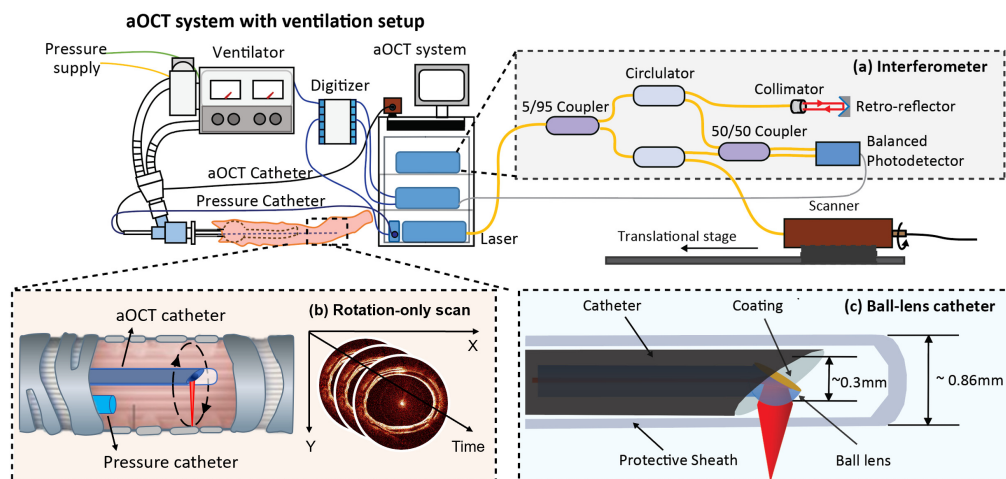 aOCT system with ventilation setup
Pressure
supply
Ventilator
Digitizer
aOCT system
aOCT Catheter
Pressure Catheter
Laser
(a) Interferometer
Circlulator
5/95 Coupler
Collimator
Retro-reflector
50/50 Coupler
Balanced
Photodetector
Scanner
Translational stage
aOCT catheter
Pressure catheter
(b) Rotation-only scan
X
Y
Time
(c) Ball-lens catheter
Catheter
Coating
~0.3mm
~ 0.86mm
Protective Sheath
Ball lens